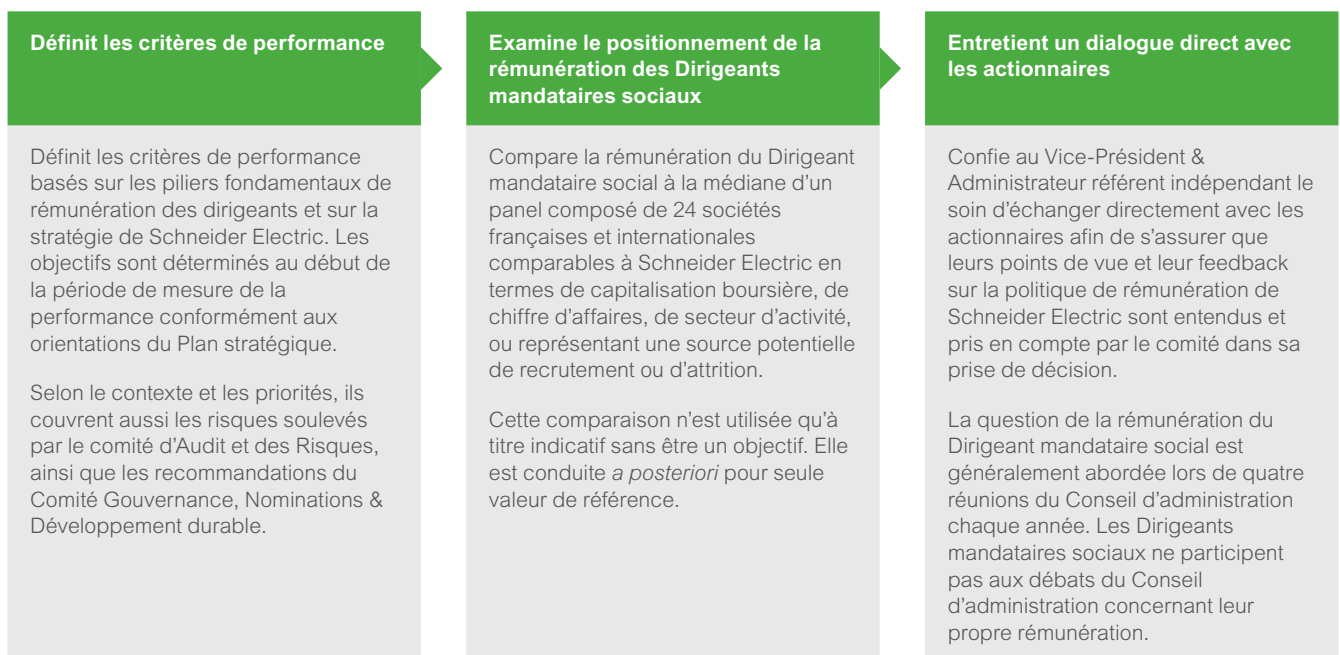 Définit les critères de performance
Définit les critères de performance
basés sur les piliers fondamentaux de
rémunération des dirigeants et sur la
stratégie de Schneider Electric. Les
objectifs sont déterminés au début de
la période de mesure de la
performance conformément aux
orientations du Plan stratégique.
Selon le contexte et les priorités, ils
couvrent aussi les risques soulevés
par le comité d'Audit et des Risques,
ainsi que les recommandations du
Comité Gouvernance, Nominations &
Développement durable.
Examine le positionnement de la
rémunération des Dirigeants
mandataires sociaux
Compare la rémunération du Dirigeant
mandataire social à la médiane d'un
panel composé de 24 sociétés
françaises et internationales
comparables à Schneider Electric en
termes de capitalisation boursière, de
chiffre d'affaires, de secteur d'activité,
ou représentant une source potentielle
de recrutement ou d'attrition.
Cette comparaison n'est utilisée qu'à
titre indicatif sans être un objectif. Elle
est conduite a posteriori pour seule
valeur de référence.
Entretient un dialogue direct avec
les actionnaires
Confie au Vice-Président &
Administrateur référent indépendant le
soin d'échanger directement avec les
actionnaires afin de s'assurer que
leurs points de vue et leur feedback
sur la politique de rémunération de
Schneider Electric sont entendus et
pris en compte par le comité dans sa
prise de décision.
La question de la rémunération du
Dirigeant mandataire social est
généralement abordée lors de quatre
réunions du Conseil d'administration
chaque année. Les Dirigeants
mandataires sociaux ne participent
pas aux débats du Conseil
d'administration concernant leur
propre rémunération.